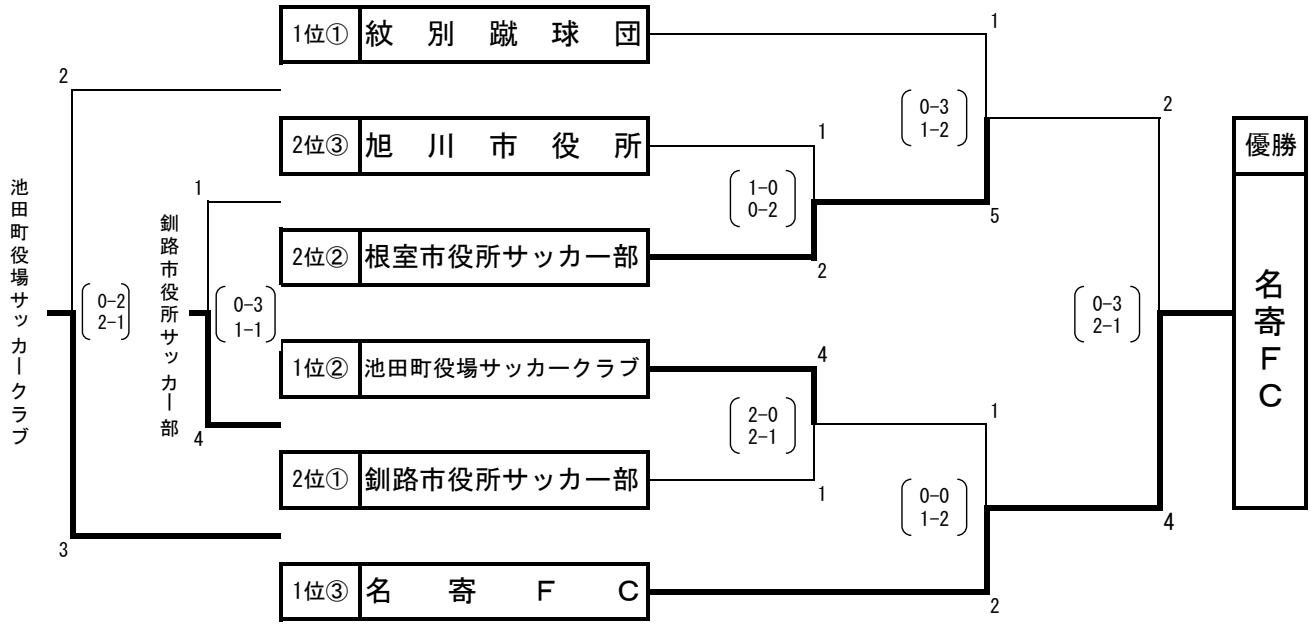 1位① 紋別蹴球団
1
2
2
0-3
1-2
2位③ 旭川市役所
1
優勝
池田町役場サッカークラブ
1
釧路市役所サッカー部
1-0
0-2
5
2位② 根室市役所サッカー部
2
0-2
2-1
0-3
1-1
0-3
2-1
名寄FC
1位② 池田町役場サッカークラブ
4
4
2-0
2-1
1
2位① 釧路市役所サッカー部
1
0-0
1-2
4
3
1位③ 名寄FC
2